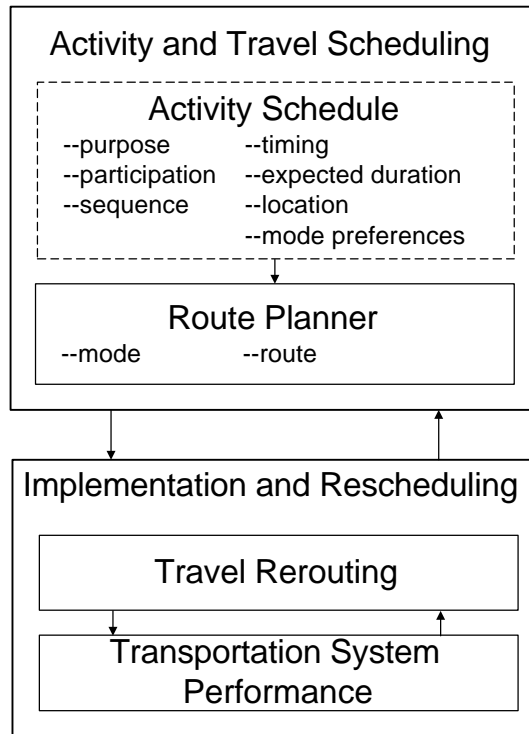 Activity and Travel Scheduling
Activity Schedule
--purpose --timing
--participation --expected duration
--sequence --location
--mode preferences
Route Planner
--mode --route
Implementation and Rescheduling
Travel Rerouting
Transportation System
Performance